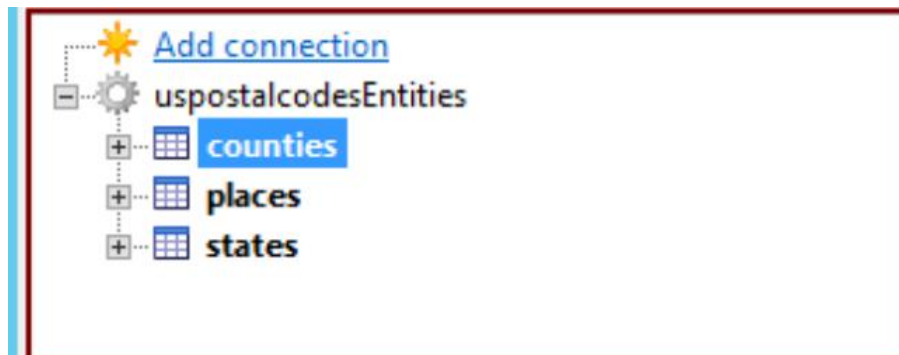 Add connection
uspostalcodesEntities
counties
places
states